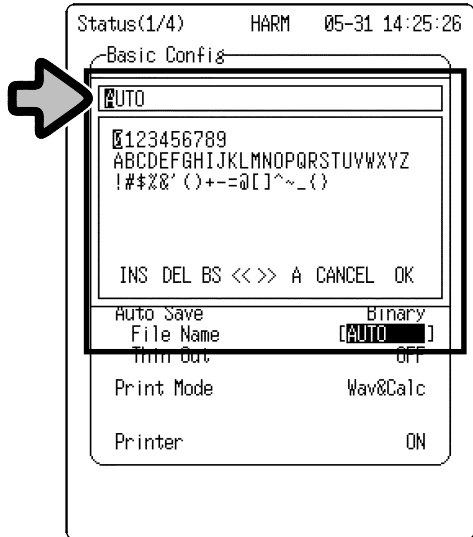 Status(1/4) HARM 05-31 14:25:26
Basic Config
AUTO
0123456789
ABCDEFGHIJKLMNOPQRSTUVWXYZ
!#$%&'()+-=@[]^~_{}
INS DEL BS << >> A CANCEL OK
Auto Save Binary
File Name [AUTO ]
Thin Out OFF
Print Mode Wav&Calc
Printer ON